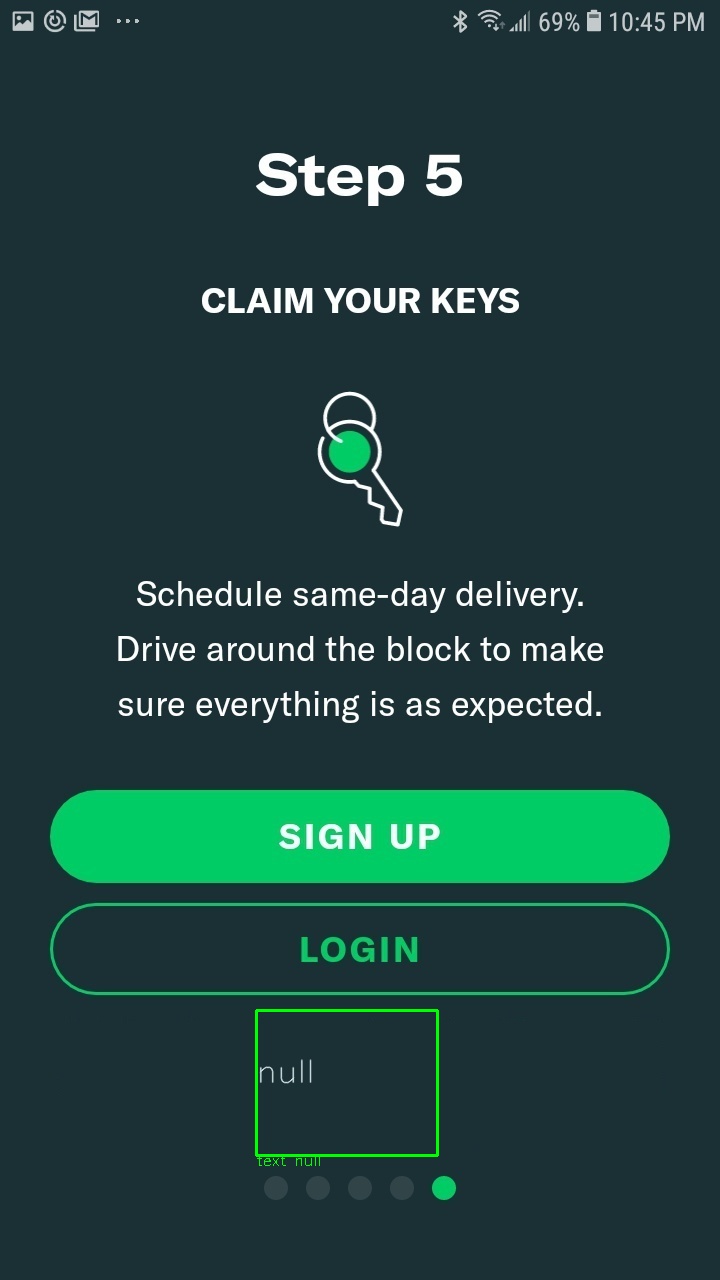 69% 10:45 PM
Step 5
CLAIM YOUR KEYS
Schedule same-day delivery.
Drive around the block to make
sure everything is as expected.
SIGN UP
LOGIN
null
text null